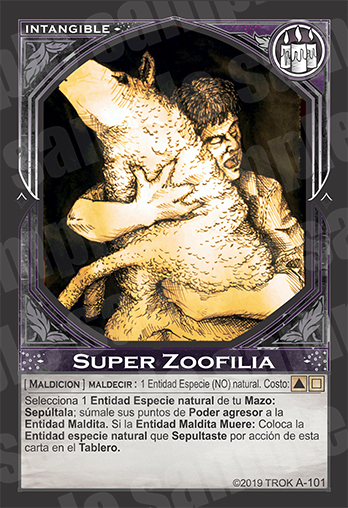 INTANGIBLE
SUPER ZOOFILIA
[ MALDICION ] MALDECIR : 1 Entidad Especie (NO) natural. Costo:
Selecciona 1 Entidad Especie natural de tu Mazo:
Sepúltala; súmale sus puntos de Poder agresor a la
Entidad Maldita. Si la Entidad Maldita Muere: Coloca la
Entidad especie natural que Sepultaste por acción de esta
carta en el Tablero.
©2019 TROK A-101